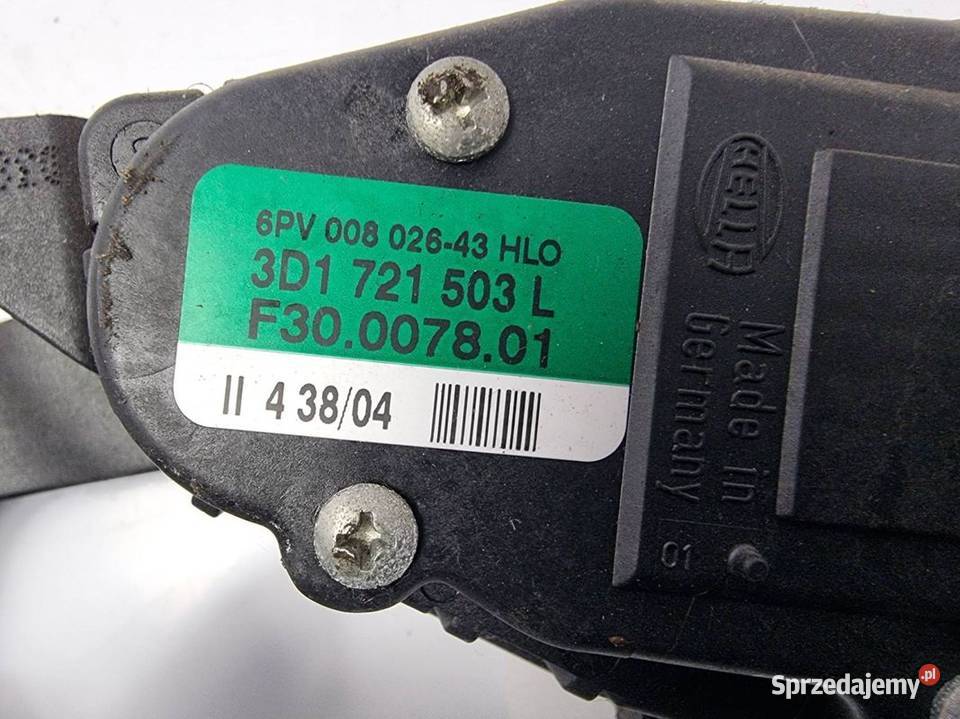 6PV 008 026-43 HLO
3D1 721 503 L
F30.0078.01
II 4 38/04
HELLA
Made in
Germany
01
Sprzedajemy.pl